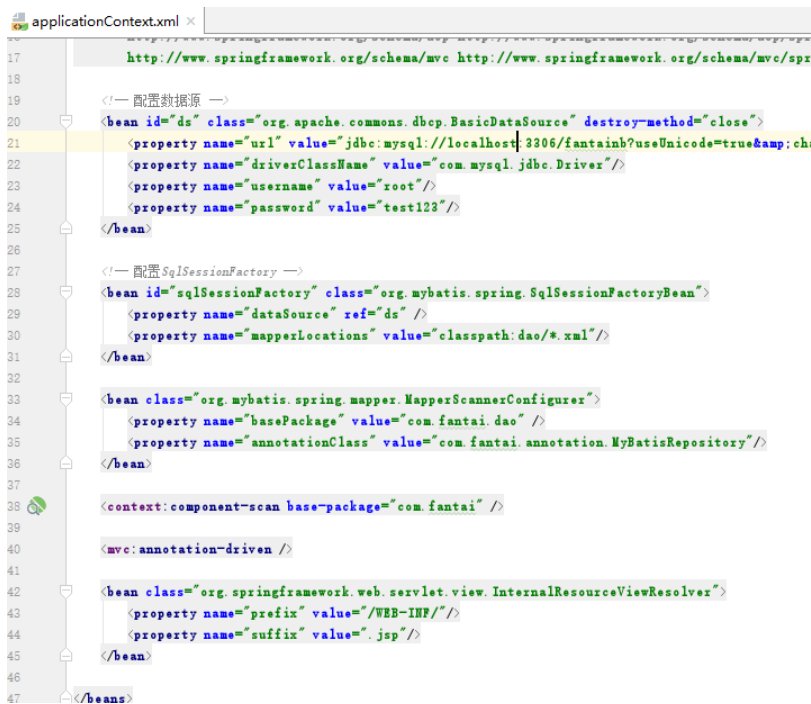 applicationContext.xml
17 http://www.springframework.org/schema/mvc http://www.springframework.org/schema/mvc/spr
18
19 <!-- 配置数据源 -->
20 <bean id="ds" class="org.apache.commons.dbcp.BasicDataSource" destroy-method="close">
21 <property name="url" value="jdbc:mysql://localhost:3306/fantainb?useUnicode=true&amp;cha
22 <property name="driverClassName" value="com.mysql.jdbc.Driver"/>
23 <property name="username" value="root"/>
24 <property name="password" value="test123"/>
25 </bean>
26
27 <!-- 配置SqlSessionFactory -->
28 <bean id="sqlSessionFactory" class="org.mybatis.spring.SqlSessionFactoryBean">
29 <property name="dataSource" ref="ds" />
30 <property name="mapperLocations" value="classpath:dao/*.xml"/>
31 </bean>
32
33 <bean class="org.mybatis.spring.mapper.MapperScannerConfigurer">
34 <property name="basePackage" value="com.fantai.dao" />
35 <property name="annotationClass" value="com.fantai.annotation.MyBatisRepository"/>
36 </bean>
37
38 <context:component-scan base-package="com.fantai" />
39
40 <mvc:annotation-driven />
41
42 <bean class="org.springframework.web.servlet.view.InternalResourceViewResolver">
43 <property name="prefix" value="/WEB-INF/"/>
44 <property name="suffix" value=".jsp"/>
45 </bean>
46
47 </beans>